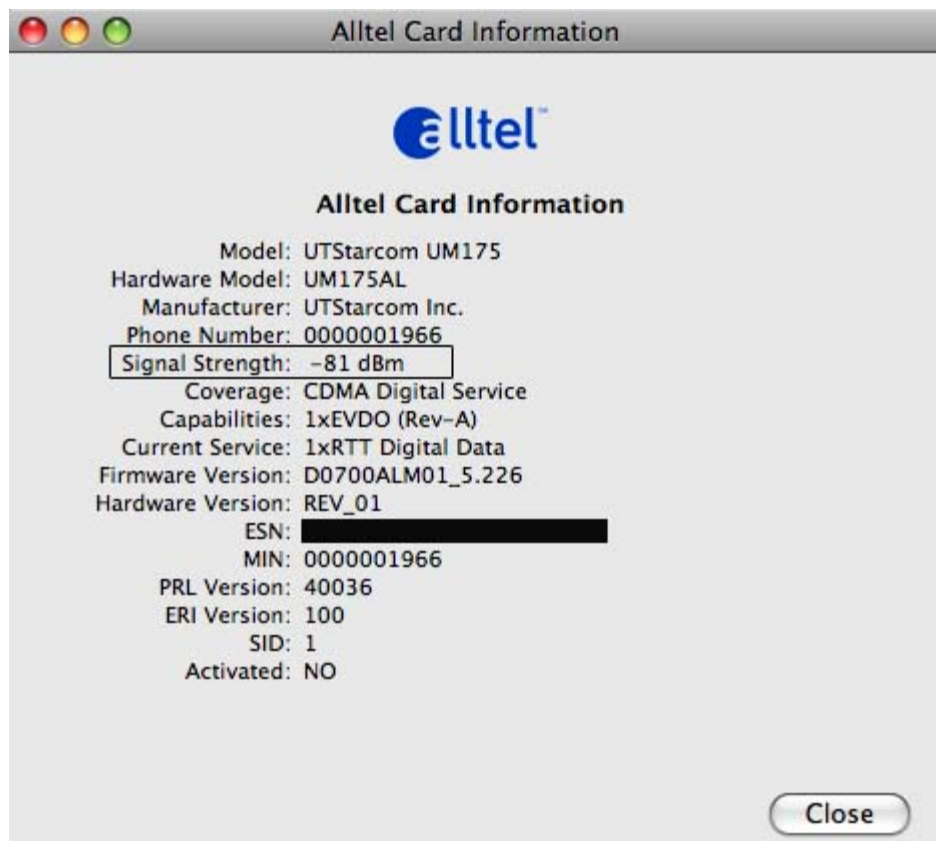 Alltel Card Information
alltel™
Alltel Card Information
Model: UTStarcom UM175
Hardware Model: UM175AL
Manufacturer: UTStarcom Inc.
Phone Number: 0000001966
Signal Strength: -81 dBm
Coverage: CDMA Digital Service
Capabilities: 1xEVDO (Rev-A)
Current Service: 1xRTT Digital Data
Firmware Version: D0700ALM01_5.226
Hardware Version: REV_01
ESN:
MIN: 0000001966
PRL Version: 40036
ERI Version: 100
SID: 1
Activated: NO
Close